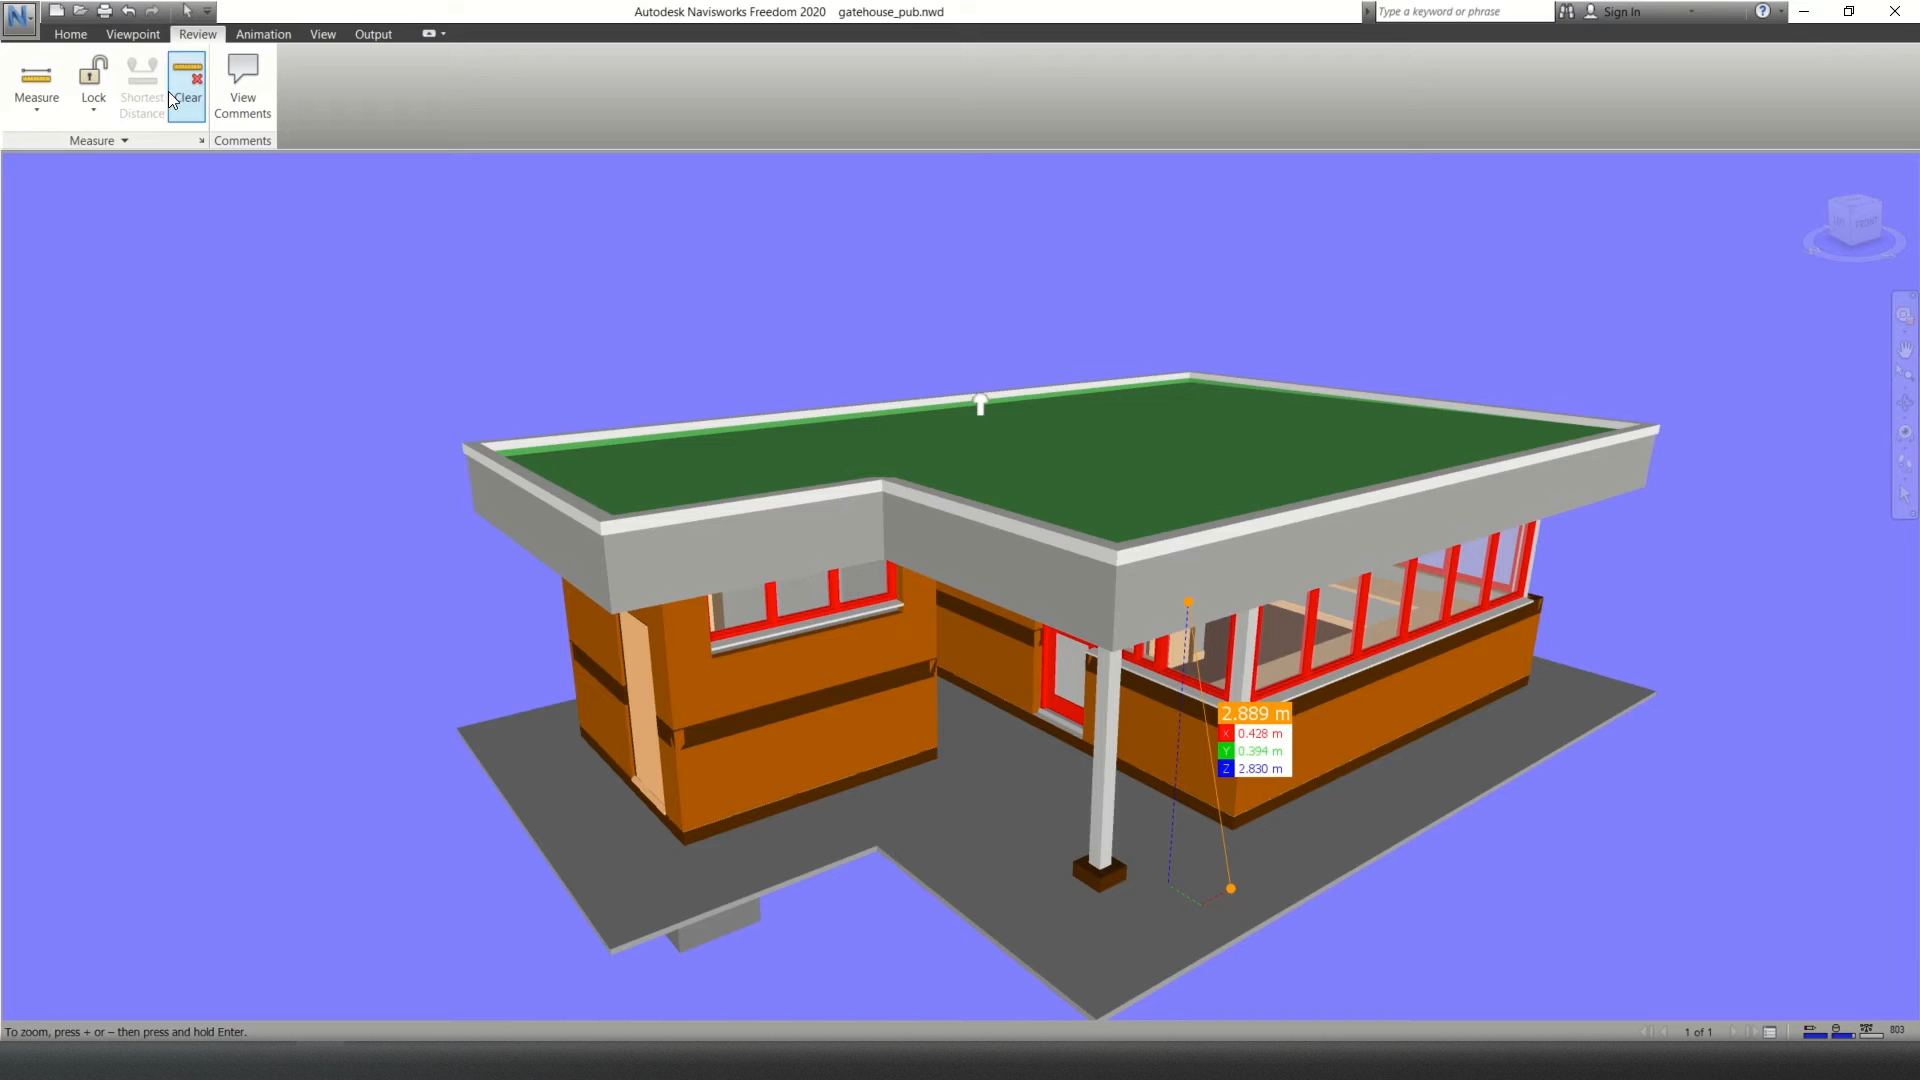 Autodesk Navisworks Freedom 2020 gatehouse_pub.nwd
Type a keyword or phrase
Sign In
Home Viewpoint Review Animation View Output
Measure Lock Shortest Distance Clear View Comments
Measure Comments
FRONT
2.889 m
X 0.428 m
Y 0.394 m
Z 2.830 m
To zoom, press + or – then press and hold Enter.
1 of 1
803